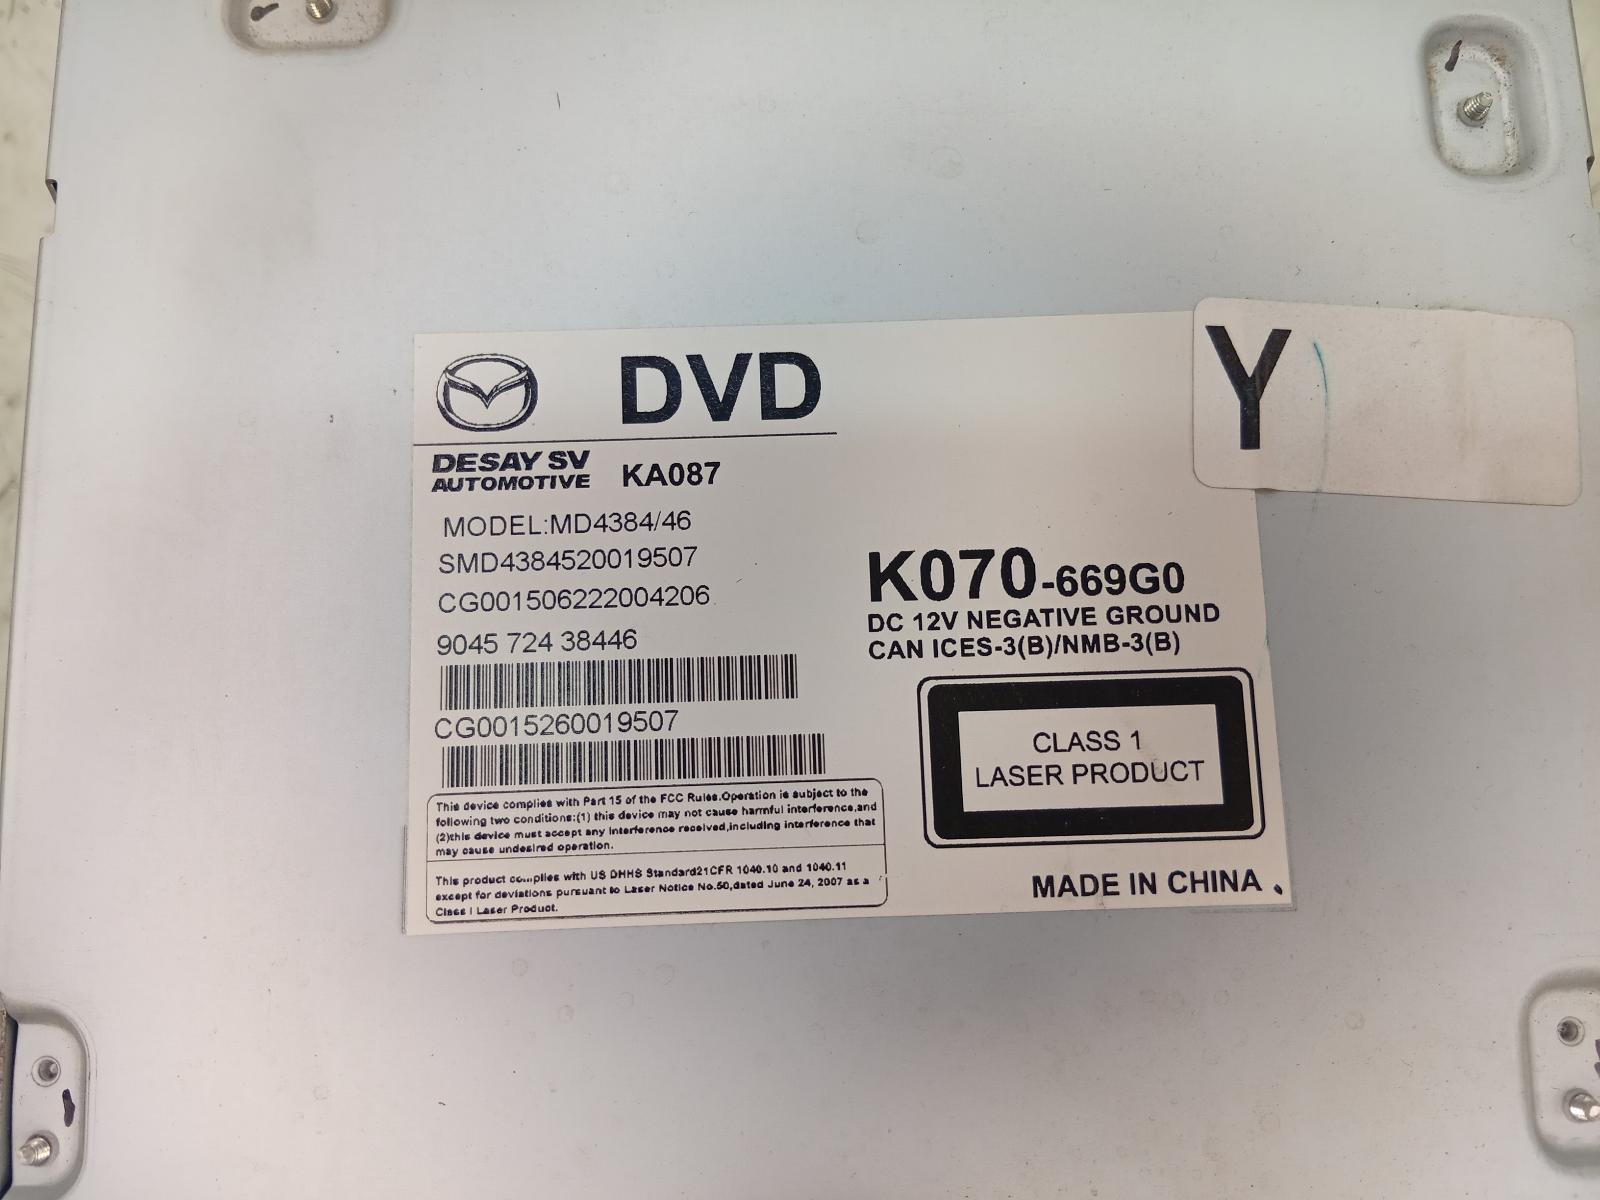 DVD
Y
DESAY SV
AUTOMOTIVE
KA087
MODEL:MD4384/46
SMD4384520019507
CG001506222004206
9045 724 38446
CG0015260019507
K070-669G0
DC 12V NEGATIVE GROUND
CAN ICES-3(B)/NMB-3(B)
CLASS 1
LASER PRODUCT
This device complies with Part 15 of the FCC Rules.Operation is subject to the
following two conditions:(1) this device may not cause harmful interference,and
(2)this device must accept any interference received,including interference that
may cause undesired operation.
This product complies with US DHHS Standard21CFR 1040.10 and 1040.11
except for deviations pursuant to Laser Notice No.50,dated June 24, 2007 as a
Class I Laser Product.
MADE IN CHINA